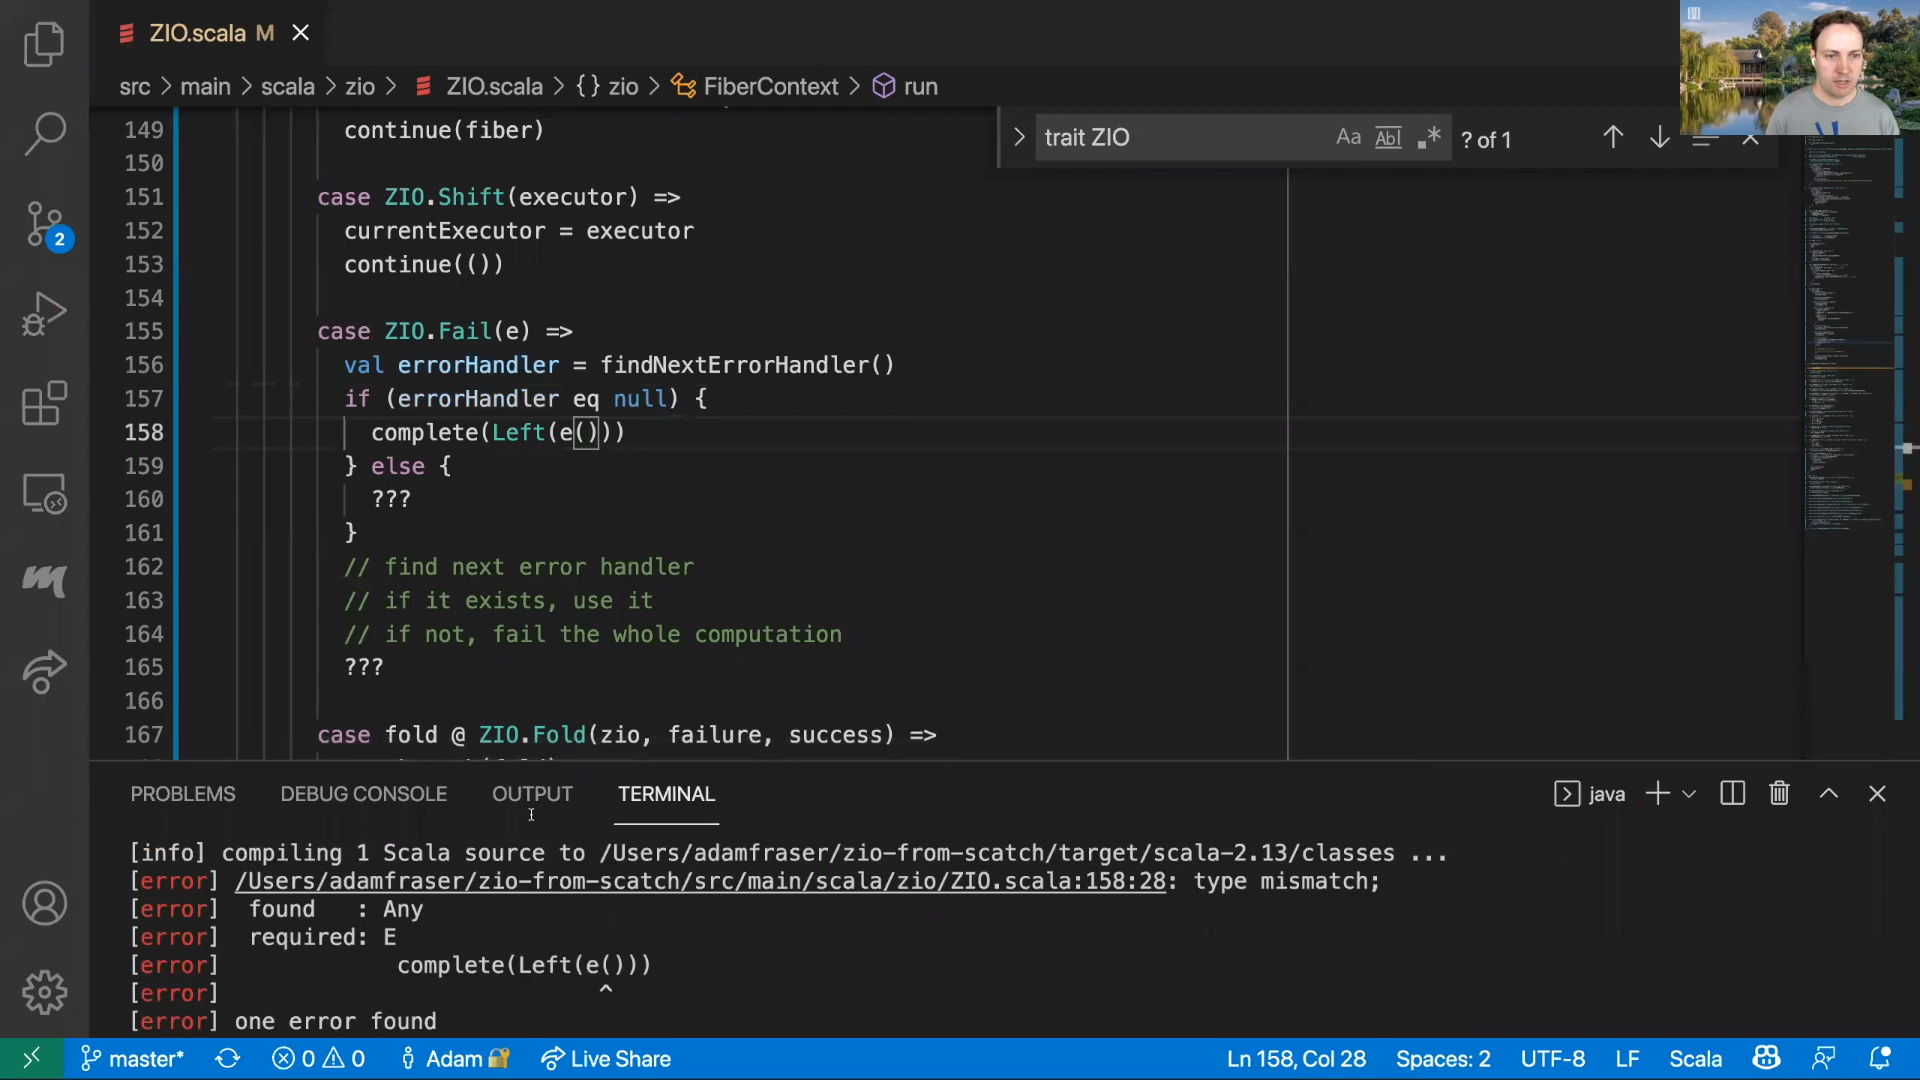 ZIO.scala M
src > main > scala > zio > ZIO.scala > {} zio > FiberContext > run
trait ZIO
Aa Abl .* ? of 1
149 continue(fiber)
150
151 case ZIO.Shift(executor) =>
152 currentExecutor = executor
153 continue(())
154
155 case ZIO.Fail(e) =>
156 val errorHandler = findNextErrorHandler()
157 if (errorHandler eq null) {
158 complete(Left(e()))
159 } else {
160 ???
161 }
162 // find next error handler
163 // if it exists, use it
164 // if not, fail the whole computation
165 ???
166
167 case fold @ ZIO.Fold(zio, failure, success) =>
2
PROBLEMS DEBUG CONSOLE OUTPUT TERMINAL
java
[info] compiling 1 Scala source to /Users/adamfraser/zio-from-scatch/target/scala-2.13/classes ...
[error] /Users/adamfraser/zio-from-scatch/src/main/scala/zio/ZIO.scala:158:28: type mismatch;
[error] found   : Any
[error] required: E
[error] complete(Left(e()))
[error] ^
[error] one error found
master* 0 0 Adam Live Share
Ln 158, Col 28 Spaces: 2 UTF-8 LF Scala